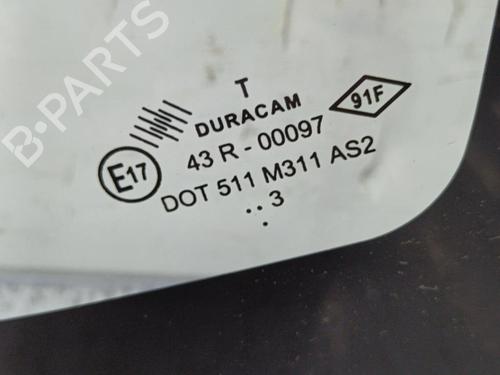 B-PARTS
T
DURACAM
91F
E17
43 R - 00097
DOT 511 M311 AS2
.. 3
.